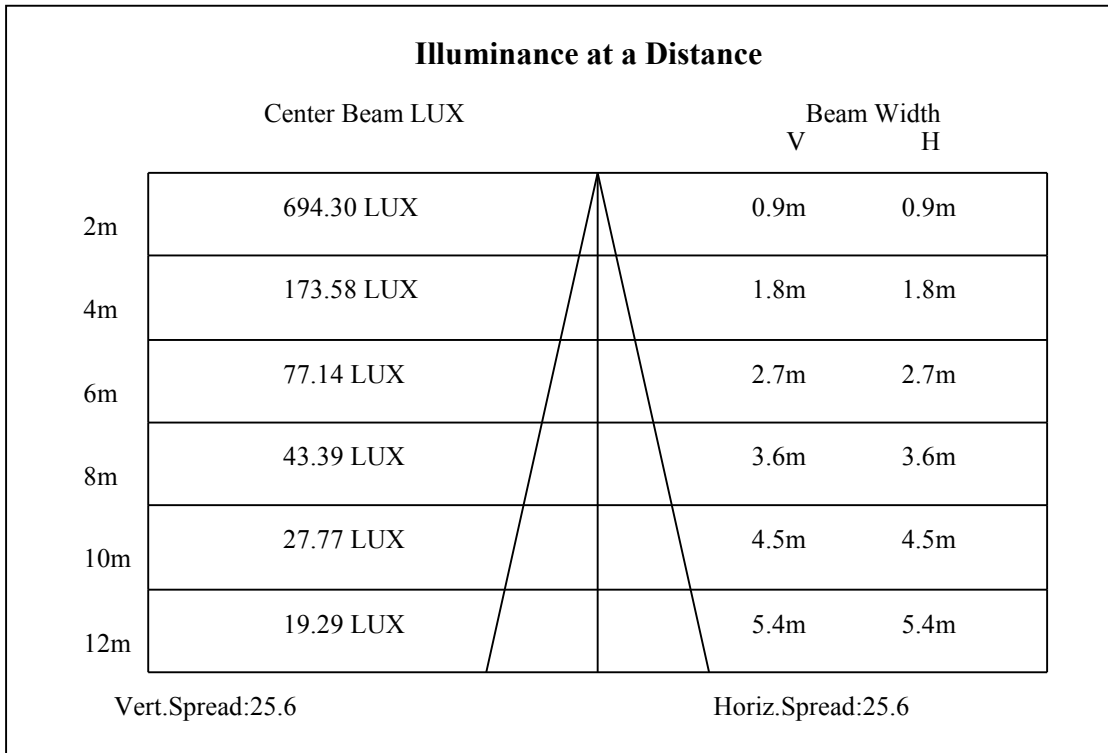 Illuminance at a Distance
Center Beam LUX Beam Width
V H
694.30 LUX 0.9m 0.9m
2m
173.58 LUX 1.8m 1.8m
4m
77.14 LUX 2.7m 2.7m
6m
43.39 LUX 3.6m 3.6m
8m
27.77 LUX 4.5m 4.5m
10m
19.29 LUX 5.4m 5.4m
12m
Vert.Spread:25.6 Horiz.Spread:25.6